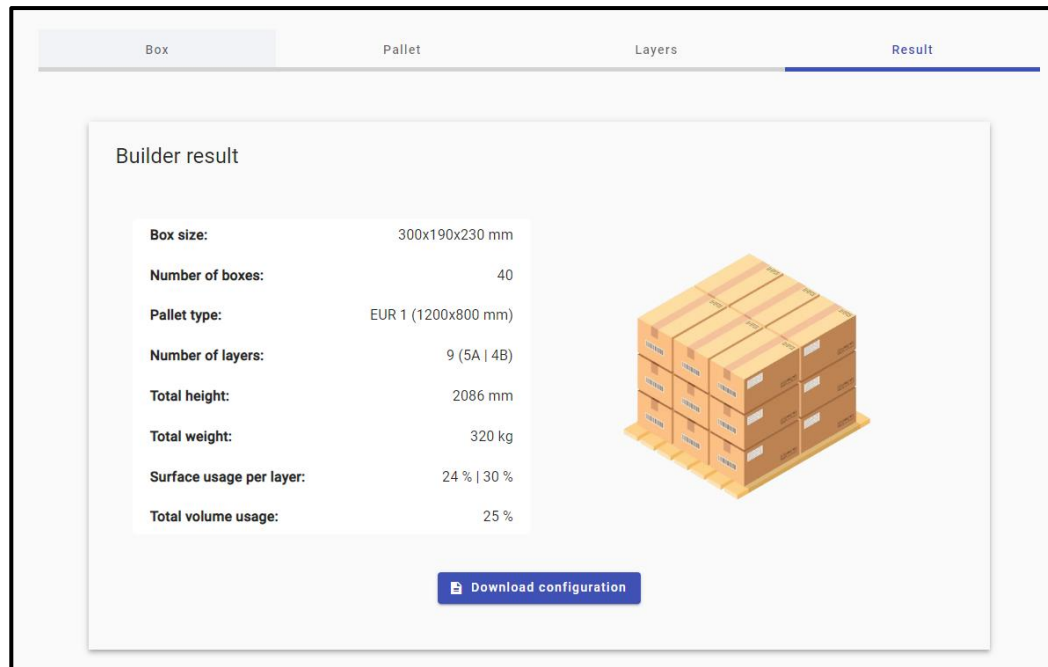 Box Pallet Layers Result
Builder result
Box size: 300x190x230 mm
Number of boxes: 40
Pallet type: EUR 1 (1200x800 mm)
Number of layers: 9 (5A | 4B)
Total height: 2086 mm
Total weight: 320 kg
Surface usage per layer: 24 % | 30 %
Total volume usage: 25 %
Download configuration